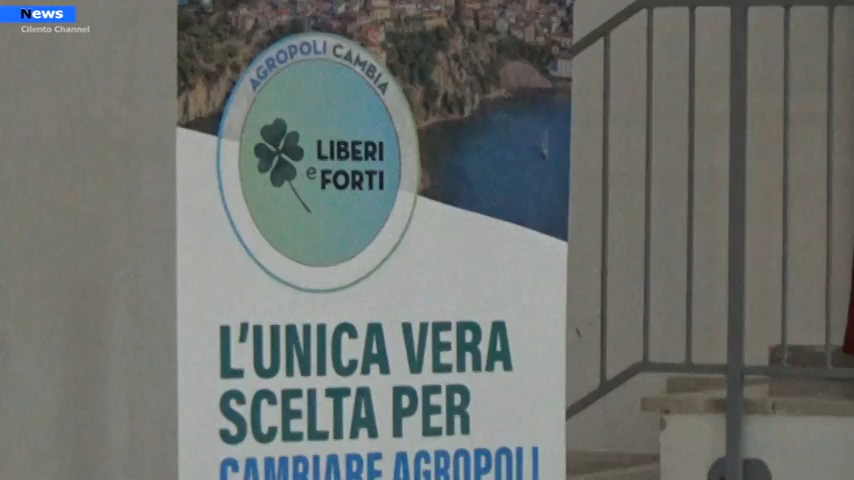 News
Cilento Channel
AGROPOLI CAMBIA
LIBERI
e FORTI
L'UNICA VERA
SCELTA PER
CAMBIARE AGROPOLI